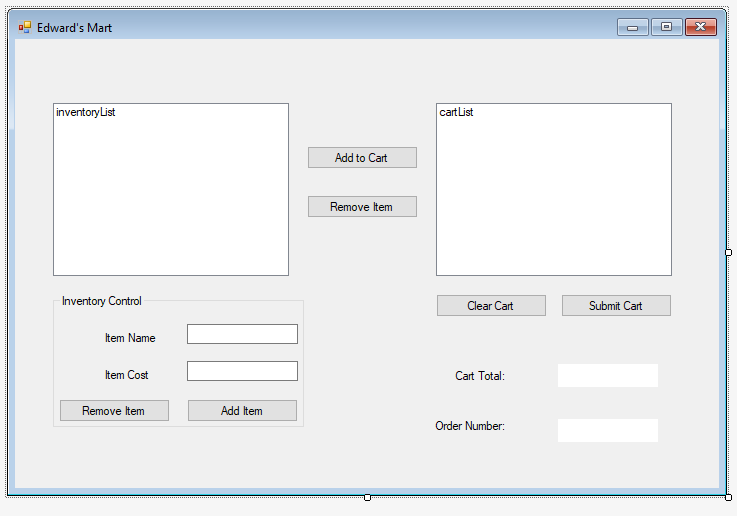 Edward's Mart
inventoryList
cartList
Add to Cart
Remove Item
Inventory Control
Item Name
Item Cost
Remove Item
Add Item
Clear Cart
Submit Cart
Cart Total:
Order Number: